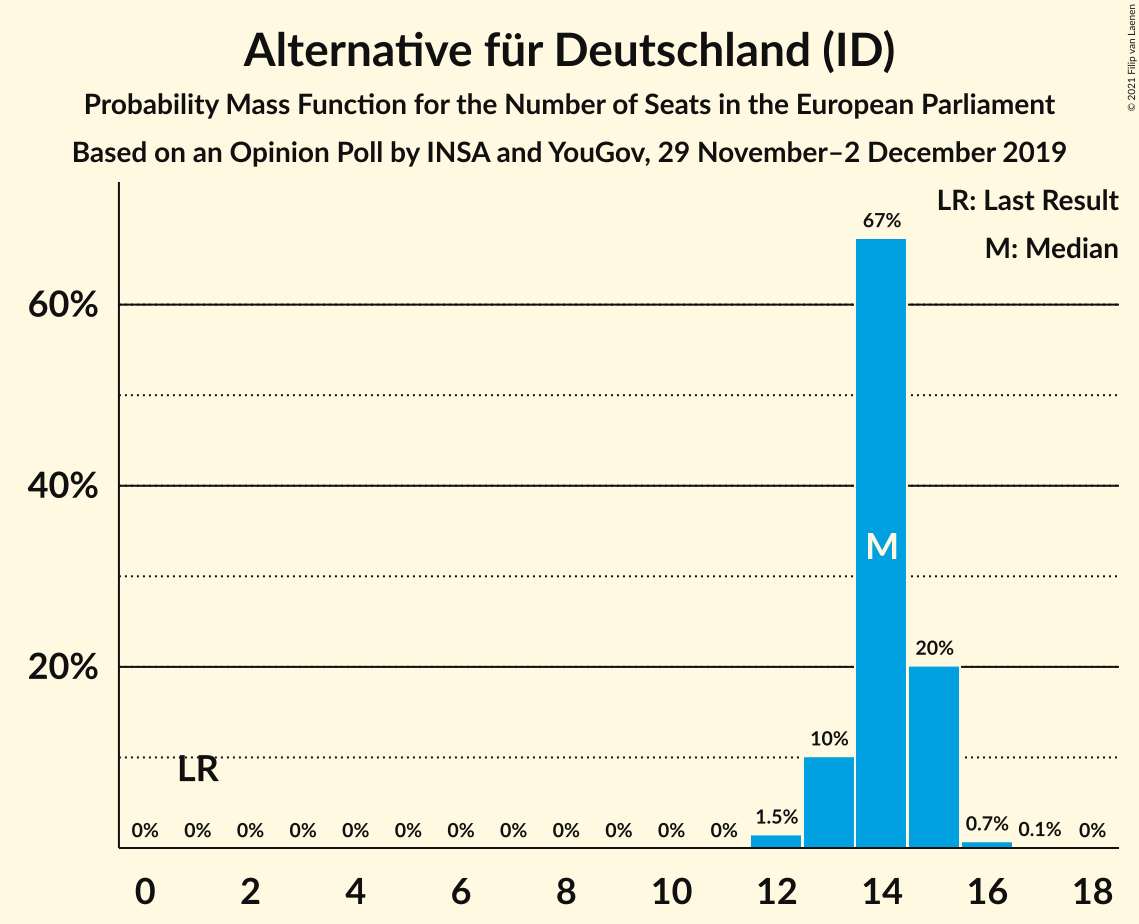 Alternative für Deutschland (ID)
Probability Mass Function for the Number of Seats in the European Parliament
Based on an Opinion Poll by INSA and YouGov, 29 November–2 December 2019
© 2021 Filip van Laenen
LR: Last Result
M: Median
67%
60%
40%
M
20%
20%
10%
LR
0% 0% 0% 0% 0% 0% 0% 0% 0% 0% 0% 0% 1.5% 0.7% 0.1% 0%
0 2 4 6 8 10 12 14 16 18